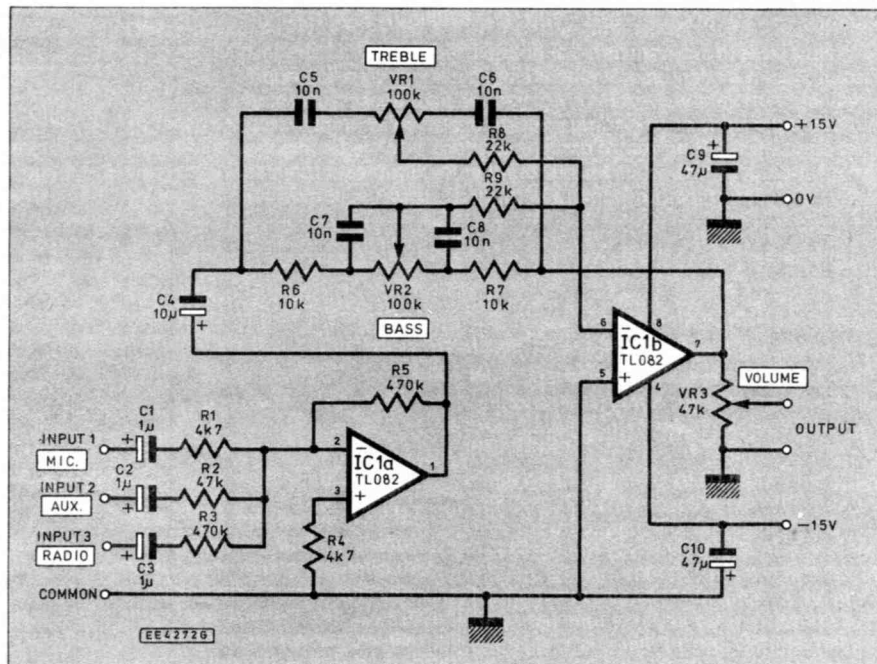 TREBLE
C5
10n
VR1
100k
C6
10n
R8
22k
R9
22k
C7
10n
C8
10n
R6
10k
VR2
100k
R7
10k
BASS
C4
10µ
+
+15V
+
C9
47µ
0V
6
−
IC1b
TL082
5
+
8
7
4
VR3
47k
VOLUME
OUTPUT
−15V
C10
47µ
+
R5
470k
INPUT 1
MIC.
C1
1µ
+
R1
4k7
INPUT 2
AUX.
C2
1µ
+
R2
47k
INPUT 3
RADIO
+
C3
1µ
R3
470k
2
−
IC1a
TL082
3
+
1
R4
4k7
COMMON
EE4272G